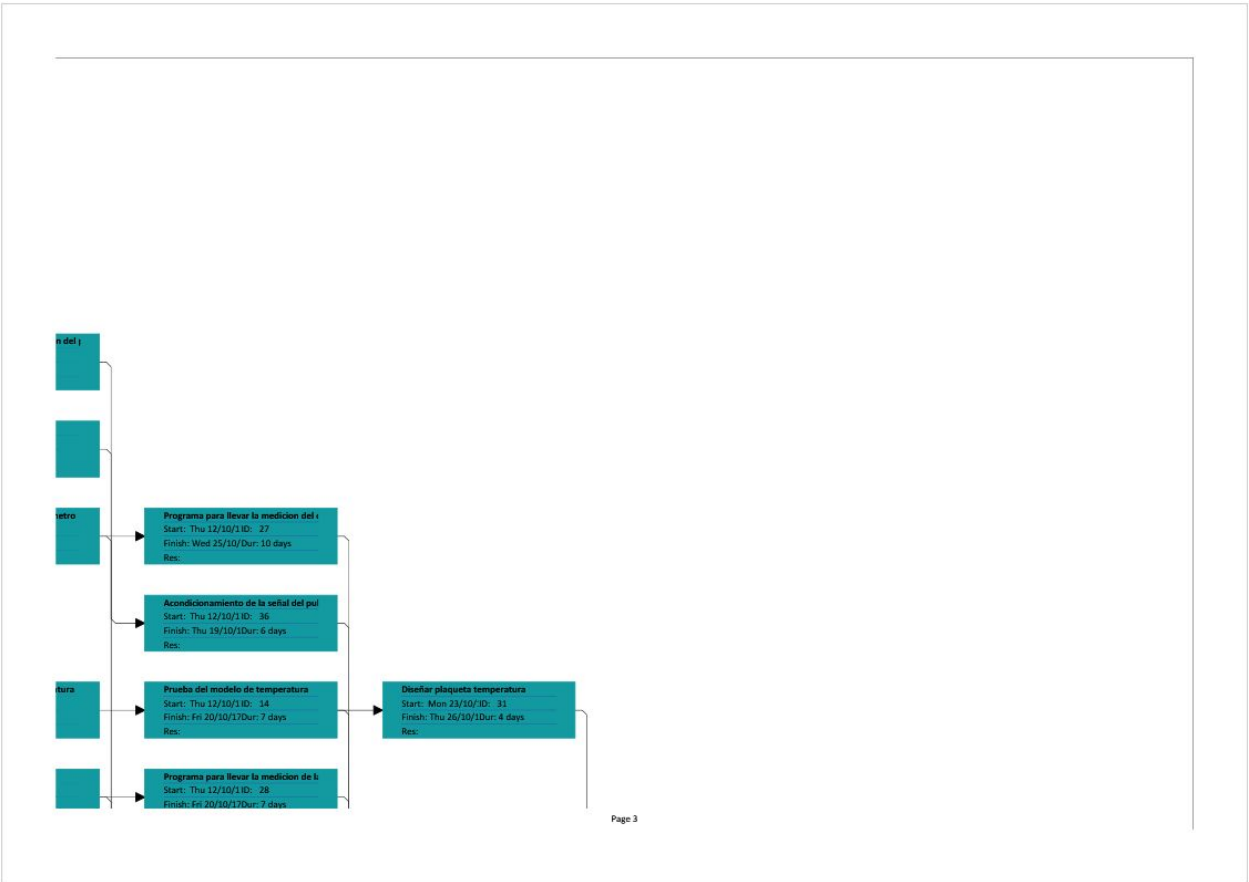 n del
netro
Programa para llevar la medicion del
Start: Thu 12/10/1 ID: 27
Finish: Wed 25/10/ Dur: 10 days
Res:
Acondicionamiento de la señal del pul
Start: Thu 12/10/1 ID: 36
Finish: Thu 19/10/1 Dur: 6 days
Res:
tura
Prueba del modelo de temperatura
Start: Thu 12/10/1 ID: 14
Finish: Fri 20/10/17 Dur: 7 days
Res:
Diseñar plaqueta temperatura
Start: Mon 23/10/ ID: 31
Finish: Thu 26/10/1 Dur: 4 days
Res:
Programa para llevar la medicion de la
Start: Thu 12/10/1 ID: 28
Finish: Fri 20/10/17 Dur: 7 days
Page 3